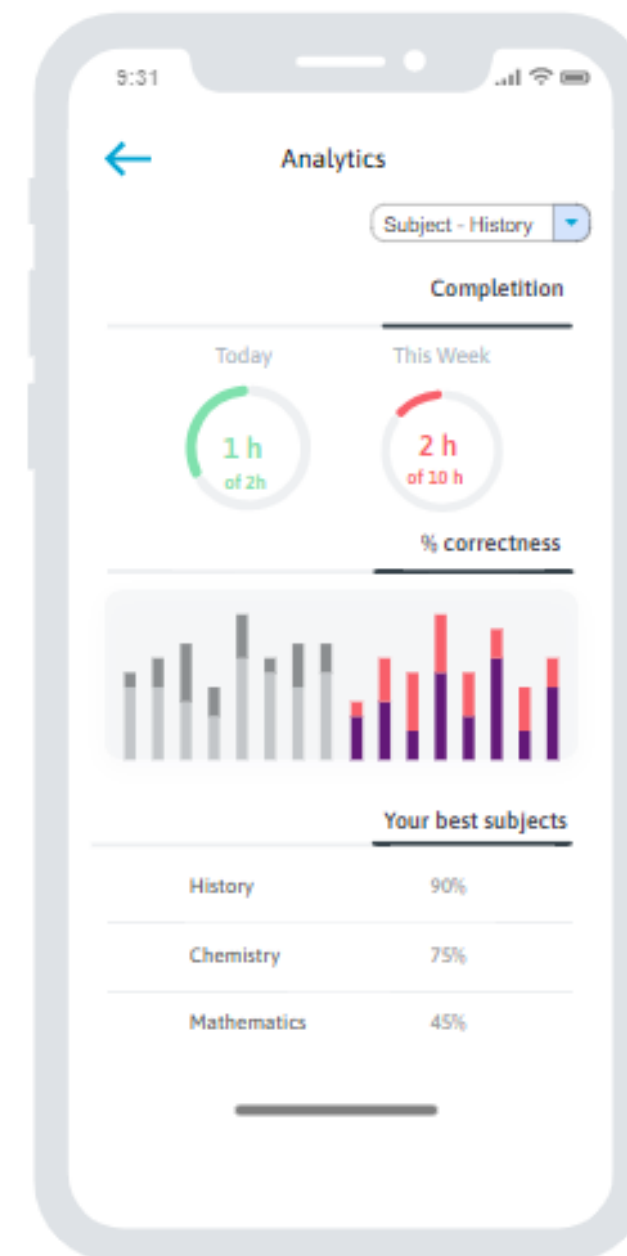 9:31
Analytics
Subject - History
Completition
Today This Week
1 h 2 h
of 2h of 10 h
% correctness
Your best subjects
History 90%
Chemistry 75%
Mathematics 45%